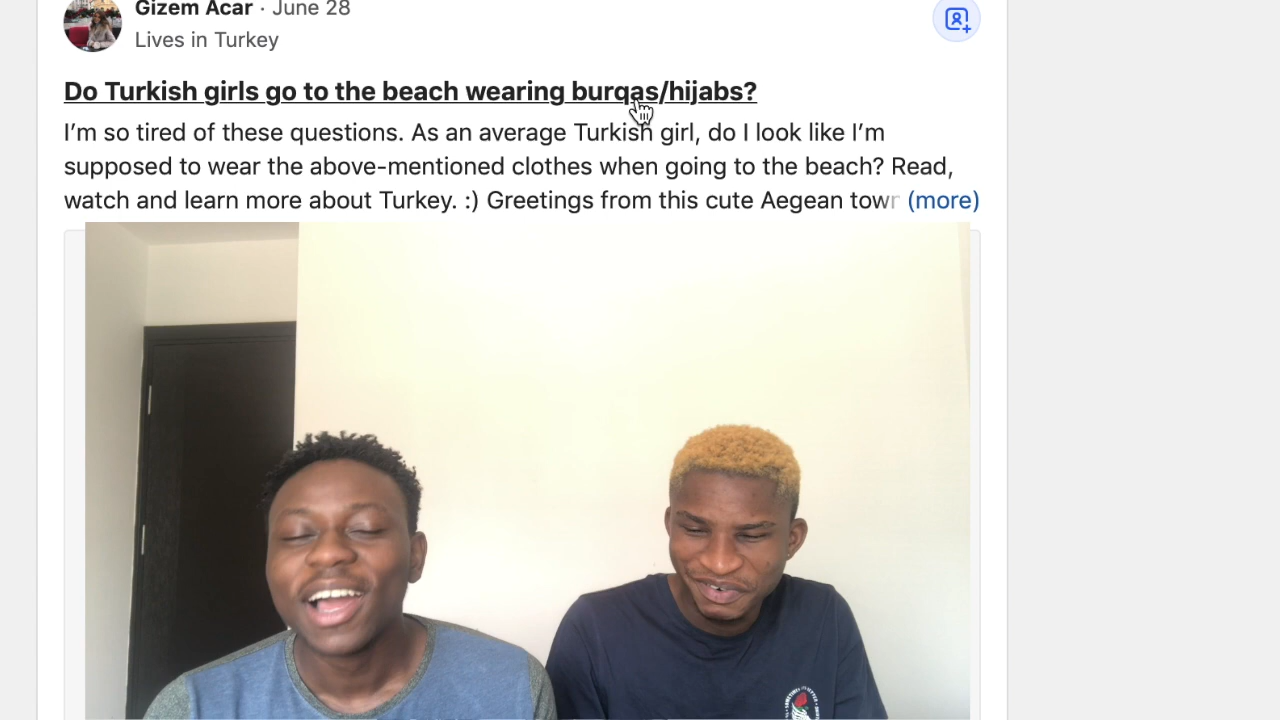 Gizem Acar · June 28
Lives in Turkey
Do Turkish girls go to the beach wearing burqas/hijabs?
I’m so tired of these questions. As an average Turkish girl, do I look like I’m
supposed to wear the above-mentioned clothes when going to the beach? Read,
watch and learn more about Turkey. :) Greetings from this cute Aegean town (more)